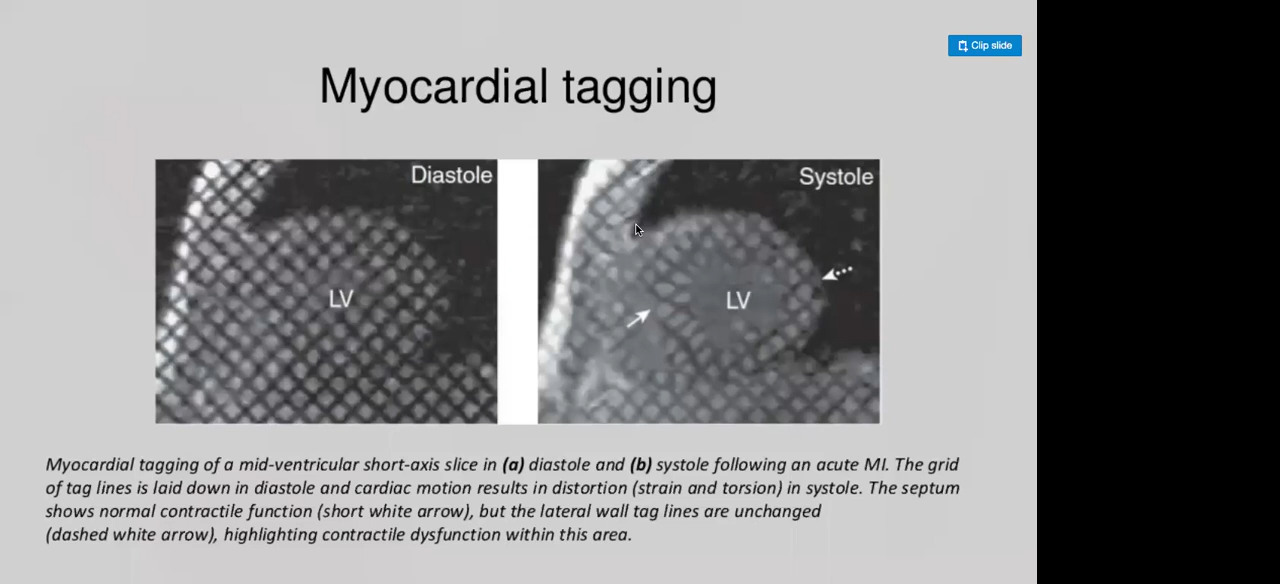 Clip slide
Myocardial tagging
Diastole
Systole
LV
LV
Myocardial tagging of a mid-ventricular short-axis slice in (a) diastole and (b) systole following an acute MI. The grid
of tag lines is laid down in diastole and cardiac motion results in distortion (strain and torsion) in systole. The septum
shows normal contractile function (short white arrow), but the lateral wall tag lines are unchanged
(dashed white arrow), highlighting contractile dysfunction within this area.